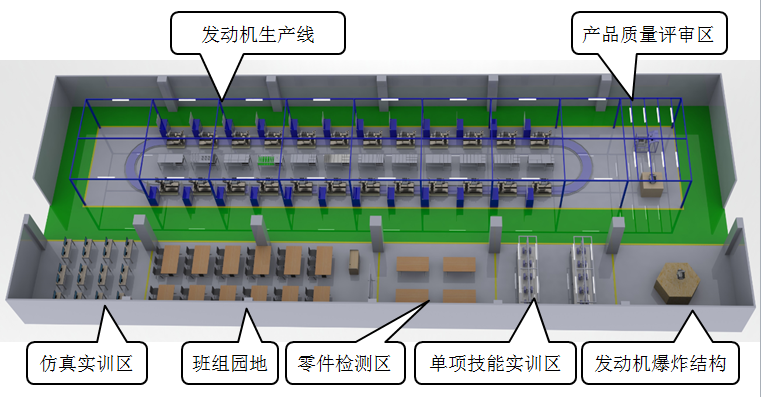 发动机生产线
产品质量评审区
仿真实训区
班组园地
零件检测区
单项技能实训区
发动机爆炸结构